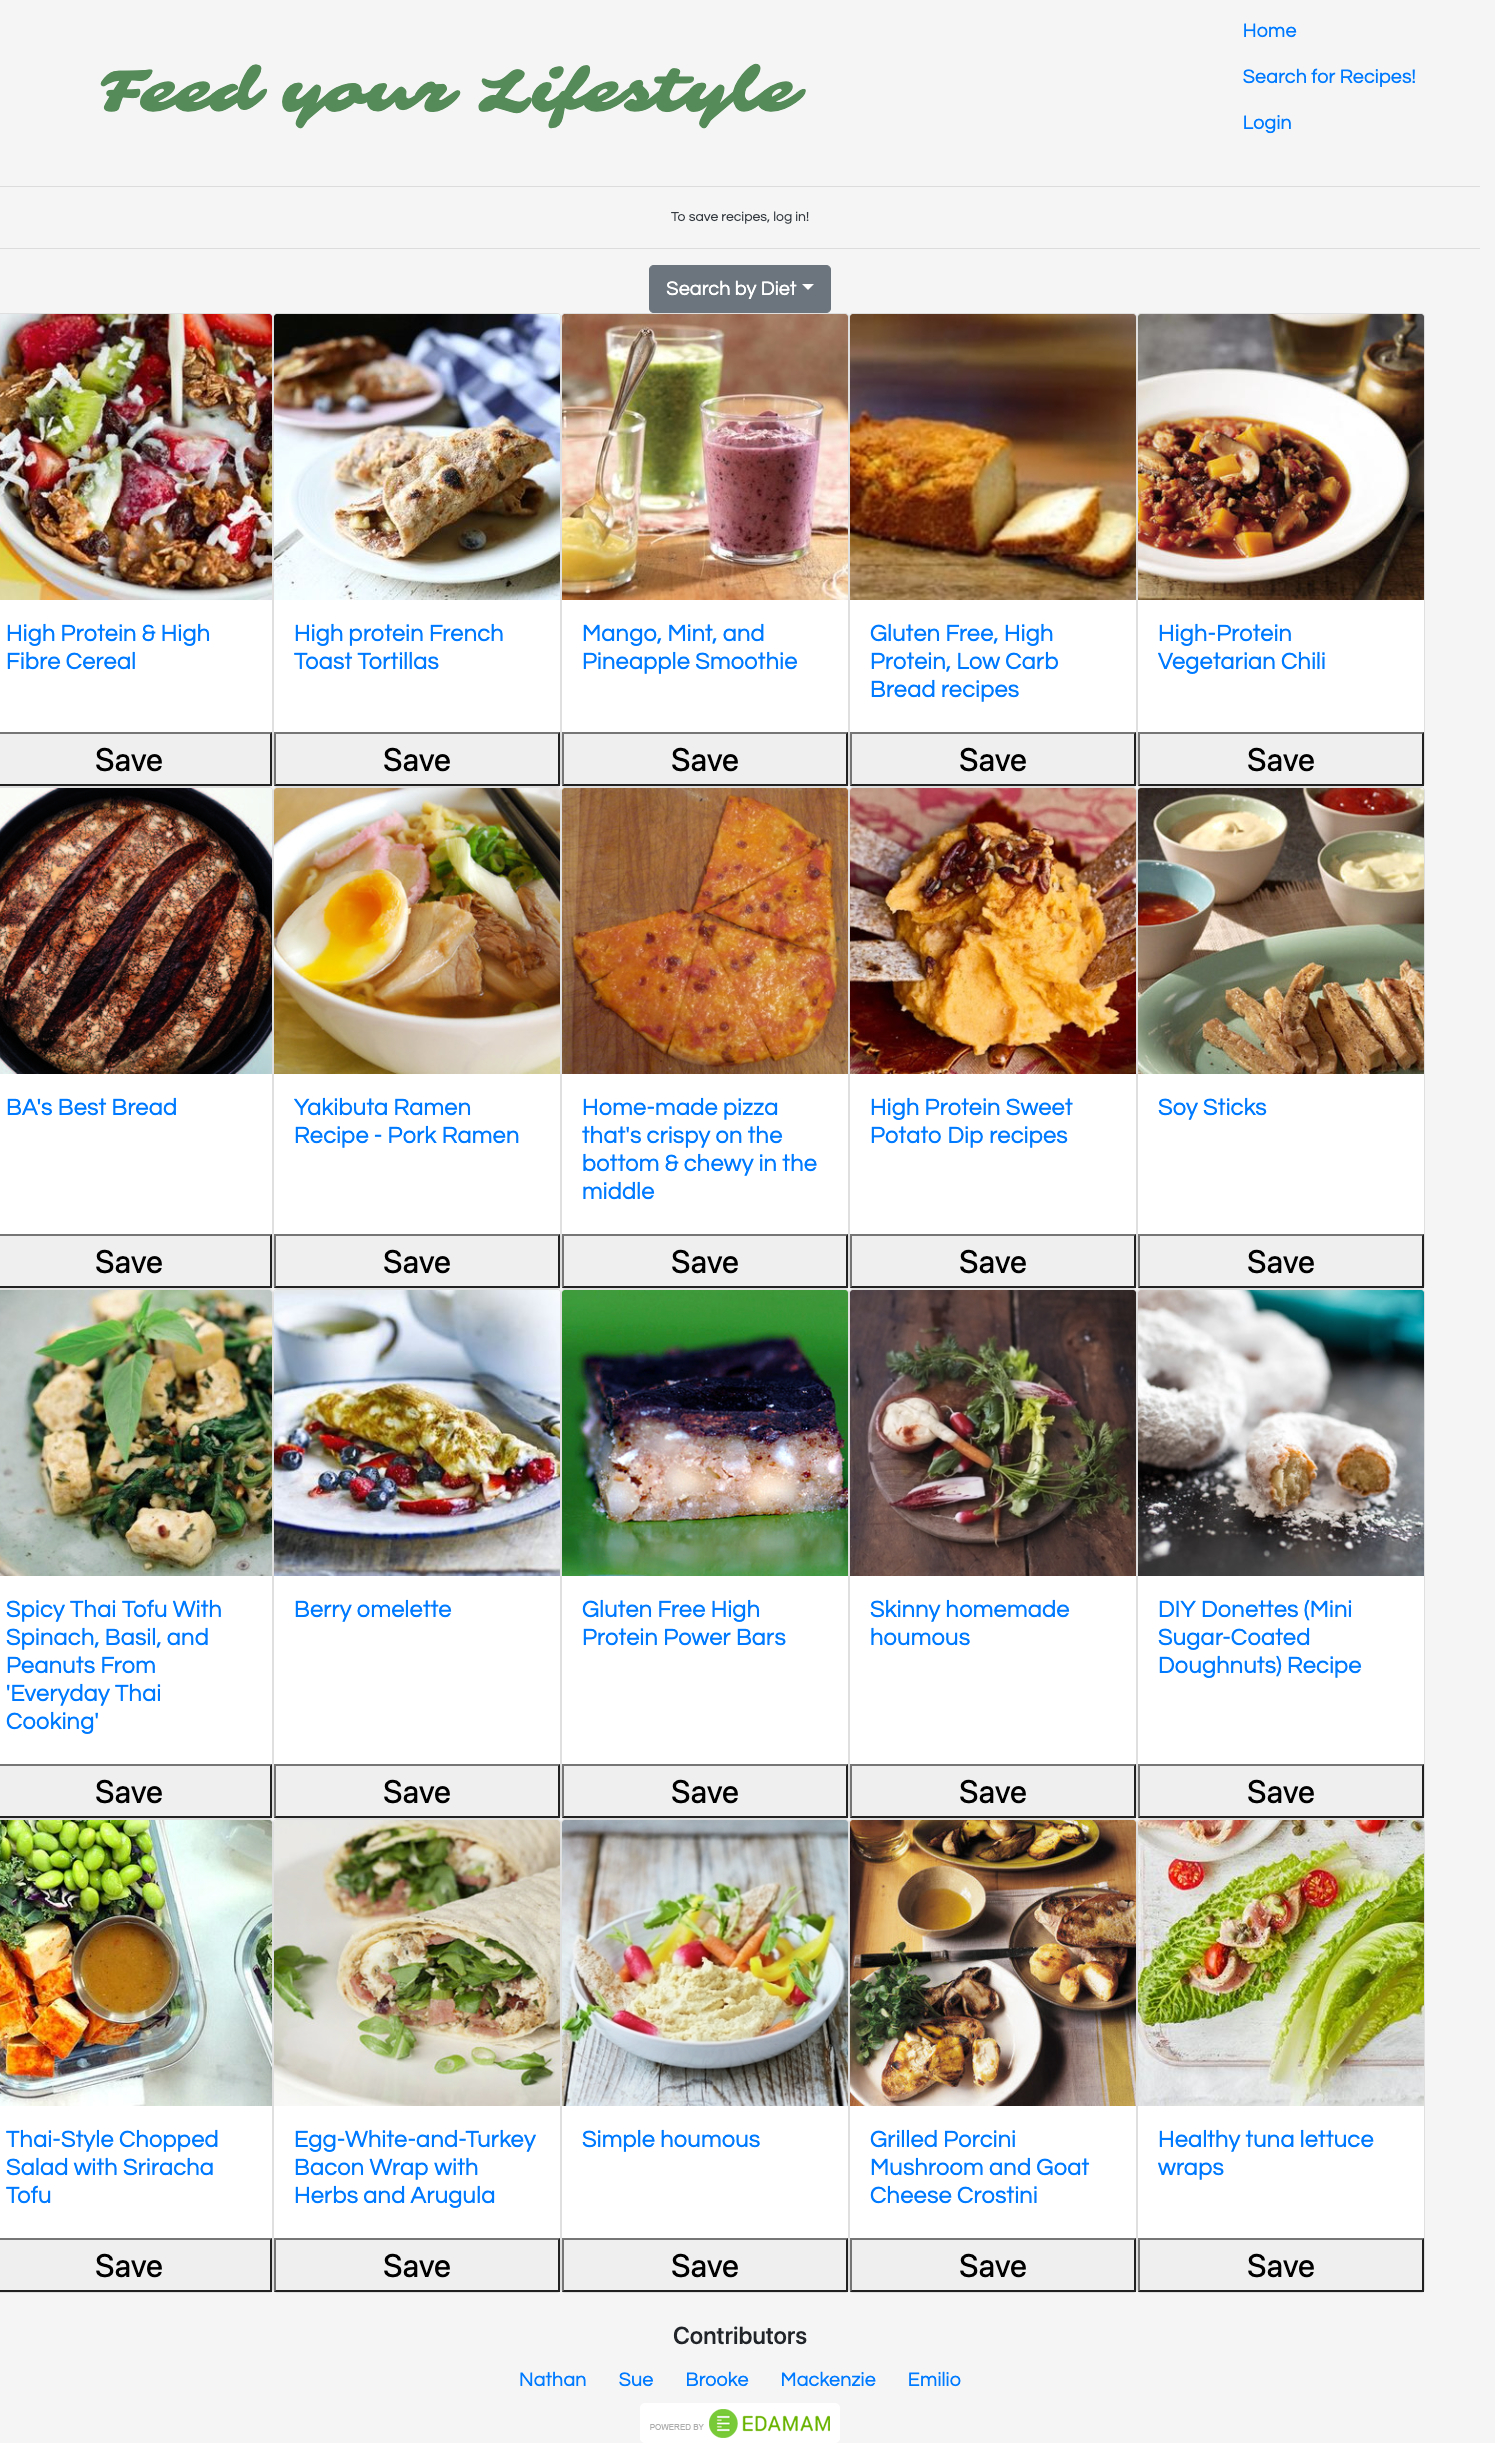 Feed your Lifestyle
Home
Search for Recipes!
Login
To save recipes, log in!
Search by Diet
High Protein & High
Fibre Cereal
High protein French
Toast Tortillas
Mango, Mint, and
Pineapple Smoothie
Gluten Free, High
Protein, Low Carb
Bread recipes
High-Protein
Vegetarian Chili
Save
Save
Save
Save
Save
BA's Best Bread
Yakibuta Ramen
Recipe - Pork Ramen
Home-made pizza
that's crispy on the
bottom & chewy in the
middle
High Protein Sweet
Potato Dip recipes
Soy Sticks
Save
Save
Save
Save
Save
Spicy Thai Tofu With
Spinach, Basil, and
Peanuts From
'Everyday Thai
Cooking'
Berry omelette
Gluten Free High
Protein Power Bars
Skinny homemade
houmous
DIY Donettes (Mini
Sugar-Coated
Doughnuts) Recipe
Save
Save
Save
Save
Save
Thai-Style Chopped
Salad with Sriracha
Tofu
Egg-White-and-Turkey
Bacon Wrap with
Herbs and Arugula
Simple houmous
Grilled Porcini
Mushroom and Goat
Cheese Crostini
Healthy tuna lettuce
wraps
Save
Save
Save
Save
Save
Contributors
Nathan Sue Brooke Mackenzie Emilio
POWERED BY EDAMAM